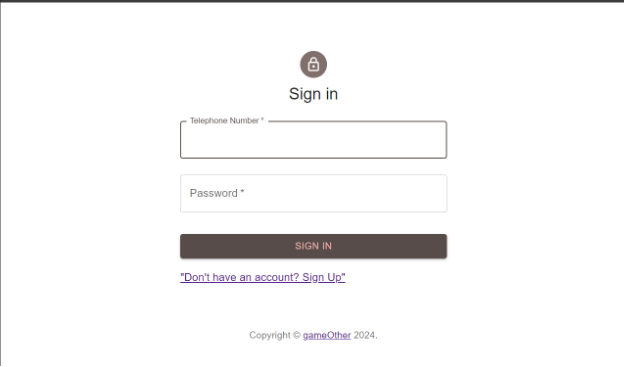 Sign in
Telephone Number *
Password *
SIGN IN
"Don't have an account? Sign Up"
Copyright © gameOther 2024.